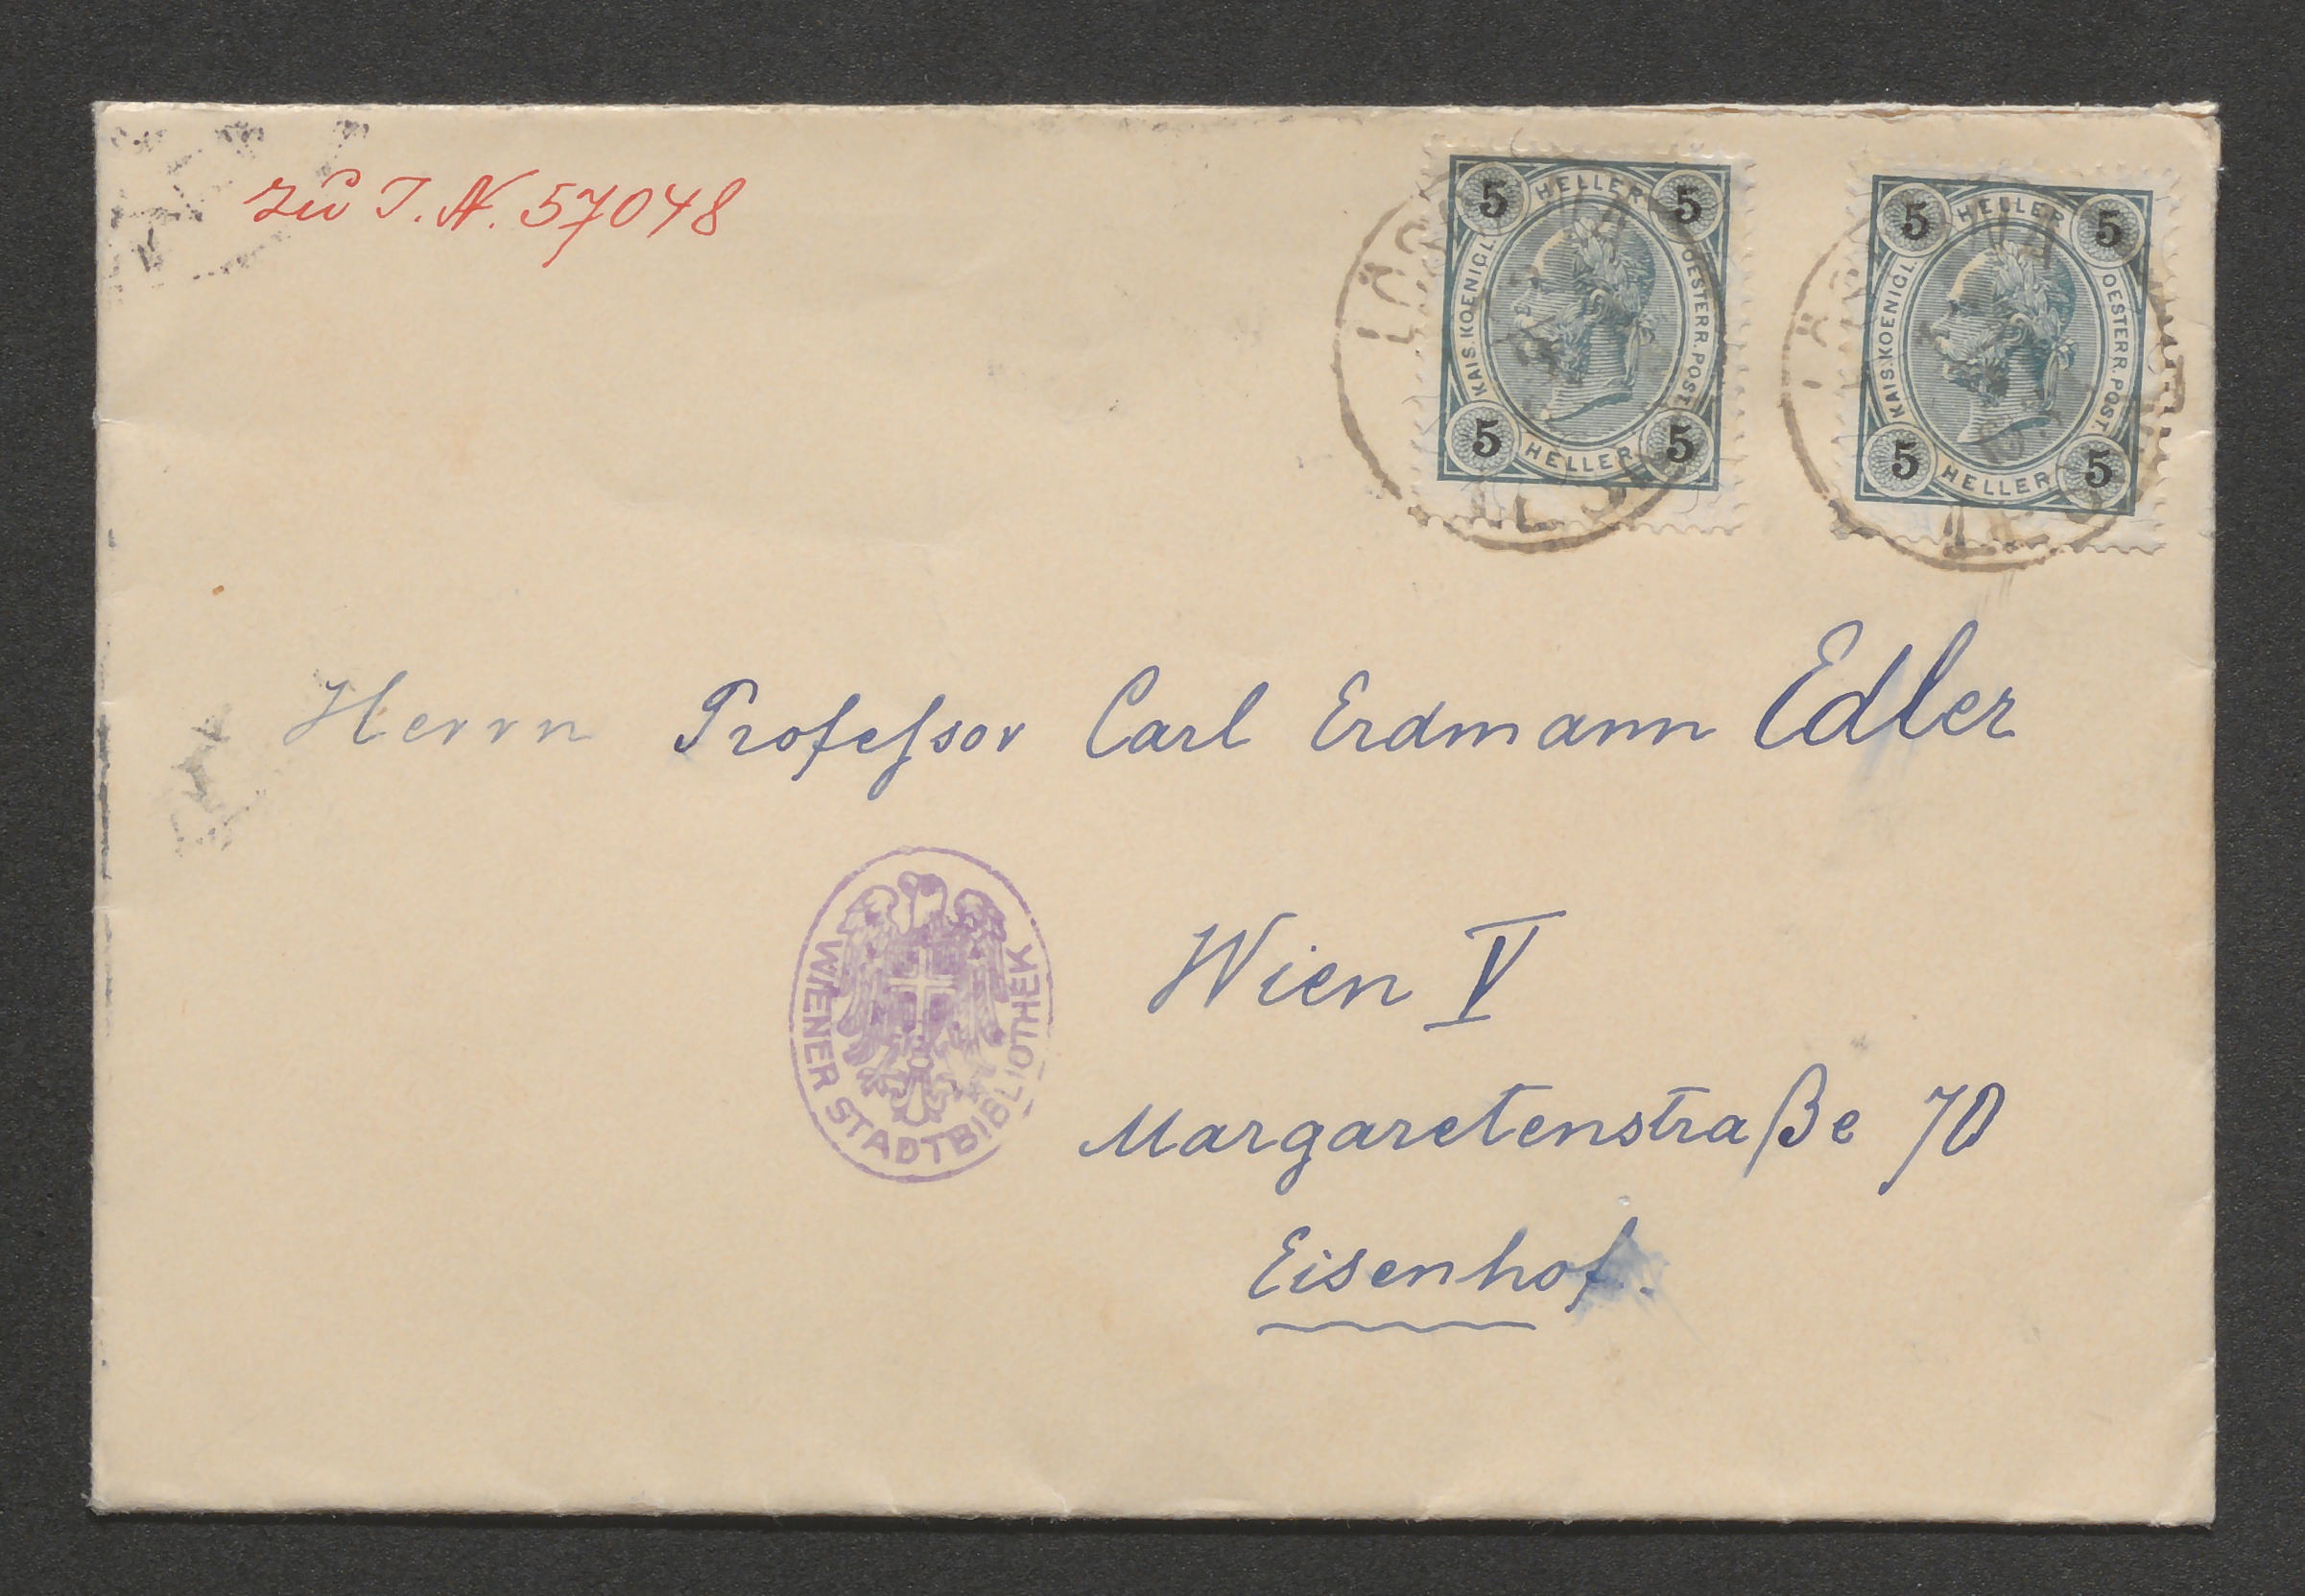 zu I. N. 57048
5 HELLER 5
KAIS. KOENIGL. OESTERR. POST.
5 HELLER 5
5 HELLER 5
KAIS. KOENIGL. OESTERR. POST.
5 HELLER 5
Herrn Professor Carl Erdmann Edler
WIENER STADTBIBLIOTHEK
Wien V
Margaretenstraße 70
Eisenhof.